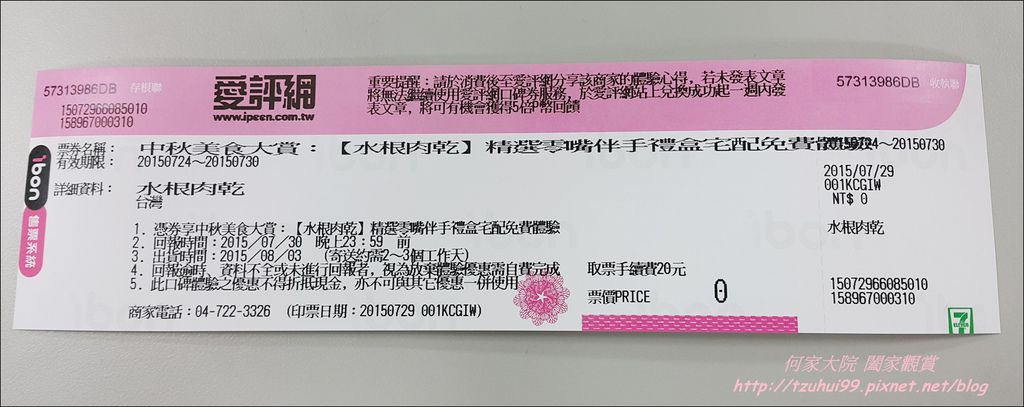 57313986DB 存根聯
15072966085010
158967000310
愛評網
www.ipeen.com.tw
重要提醒：請於消費後至愛評網分享該商家的體驗心得，若未發表文章
將無法繼續使用愛評網口碑券服務，於愛評網站上兌換成功起一週內發
表文章，將可有機會獲得5倍P幣回饋
57313986DB 收執聯
ibon
售票系統
票券名稱： 中秋美食大賞：【水根肉乾】精選零嘴伴手禮盒宅配免費體驗
有效期限： 20150724～20150730
詳細資料： 水根肉乾
台灣
1. 憑券享中秋美食大賞：【水根肉乾】精選零嘴伴手禮盒宅配免費體驗
2. 回報時間：2015/07/30 晚上23:59 前
3. 出貨時間：2015/08/03 （寄送約需2～3個工作天）
4. 回報逾時、資料不全或未進行回報者，視為放棄體驗優惠需自費完成
5. 此口碑體驗之優惠不得折抵現金，亦不可與其它優惠一併使用
商家電話：04-722-3326 （印票日期：20150729 001KCGIW）
取票手續費20元
票價PRICE 0
20150724～20150730
2015/07/29
001KCGIW
NT$ 0
水根肉乾
15072966085010
158967000310
7
ELEVEN
何家大院 闔家觀賞
http://tzuhui99.pixnet.net/blog